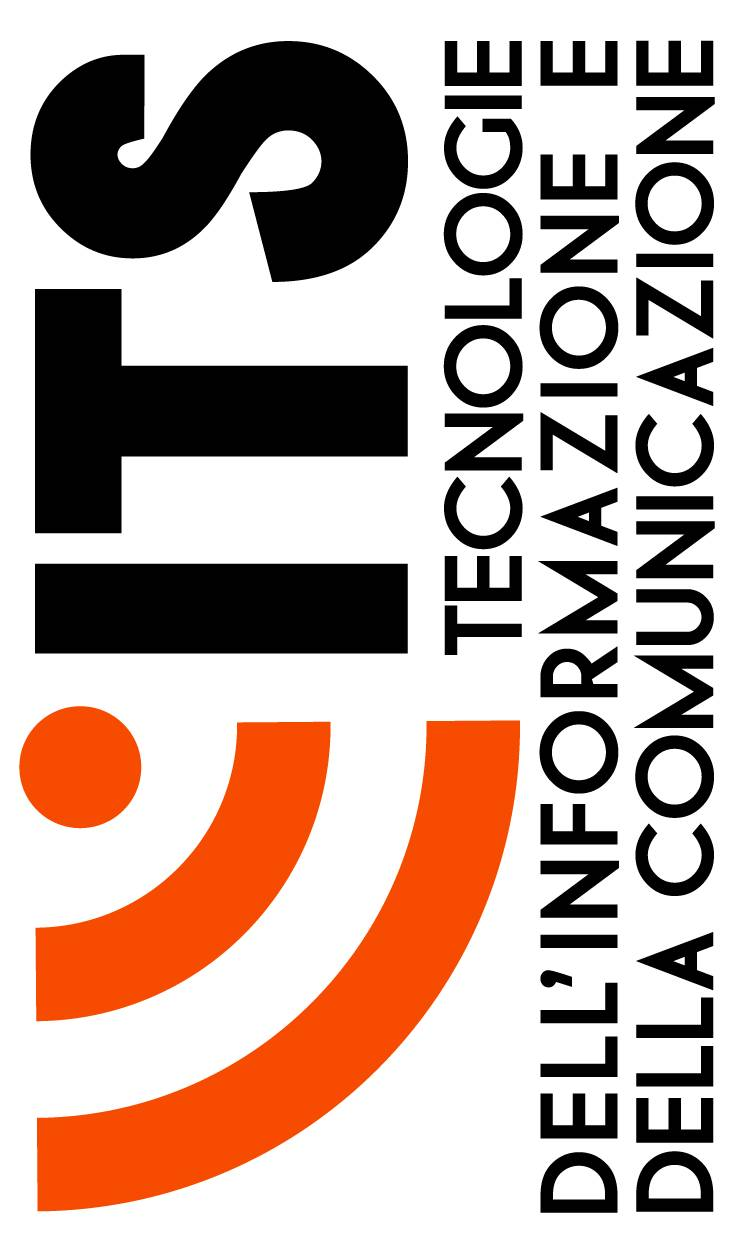 ITS
TECNOLOGIE
DELL'INFORMAZIONE E
DELLA COMUNICAZIONE